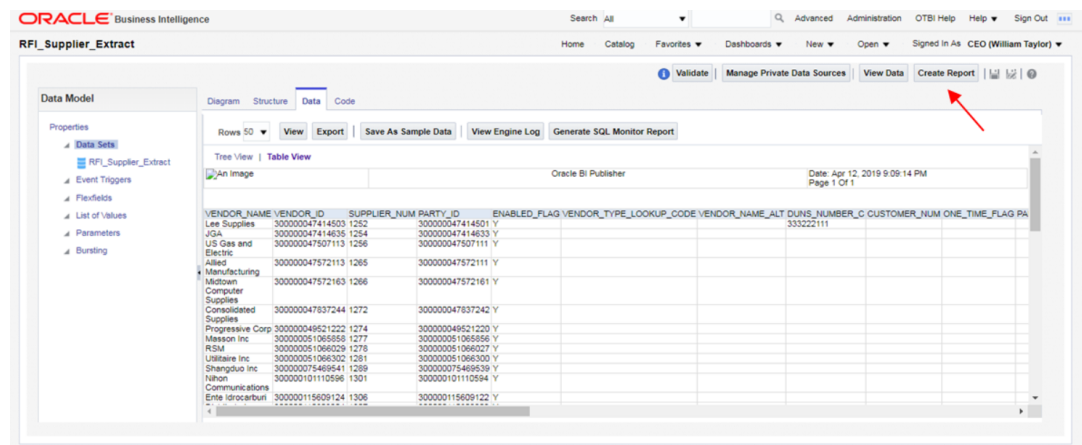 ORACLE Business Intelligence Search All Advanced Administration OTBI Help Help Sign Out
RFI_Supplier_Extract Home Catalog Favorites Dashboards New Open Signed In As CEO (William Taylor)
Validate Manage Private Data Sources View Data Create Report
Data Model
Diagram Structure Data Code
Properties
Data Sets
RFI_Supplier_Extract
Event Triggers
Flexfields
List of Values
Parameters
Bursting
Rows 50 View Export Save As Sample Data View Engine Log Generate SQL Monitor Report
Tree View | Table View
An Image Oracle BI Publisher Date: Apr 12, 2019 9:09:14 PM
Page 1 Of 1
VENDOR_NAME VENDOR_ID SUPPLIER_NUM PARTY_ID ENABLED_FLAG VENDOR_TYPE_LOOKUP_CODE VENDOR_NAME_ALT DUNS_NUMBER_C CUSTOMER_NUM ONE_TIME_FLAG PA
Lee Supplies 300000047414503 1252 300000047414501 Y 333222111
JGA 300000047414635 1254 300000047414633 Y
US Gas and 300000047507113 1256 300000047507111 Y
Electric
Allied 300000047572113 1265 300000047572111 Y
Manufacturing
Midtown 300000047572163 1266 300000047572161 Y
Computer
Supplies
Consolidated 300000047837244 1272 300000047837242 Y
Supplies
Progressive Corp 300000049521222 1274 300000049521220 Y
Masson Inc 300000051065858 1277 300000051065856 Y
RSM 300000051066029 1278 300000051066027 Y
Utilitaire Inc 300000051066302 1281 300000051066300 Y
Shangduo Inc 300000075469541 1289 300000075469539 Y
Nihon 300000101110596 1301 300000101110594 Y
Communications
Ente Idrocarburi 300000115609124 1306 300000115609122 Y